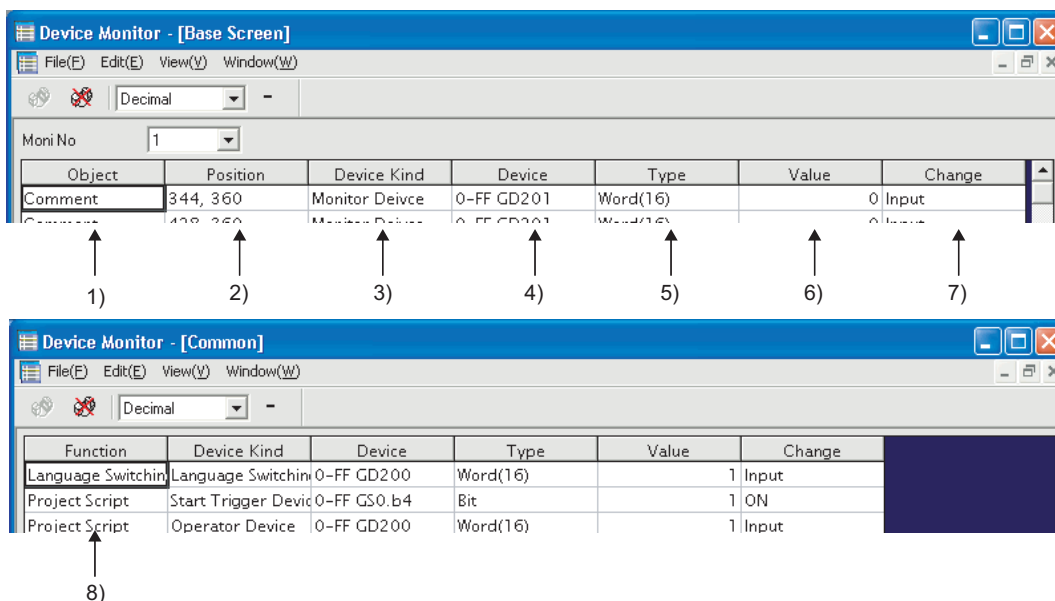 Device Monitor - [Base Screen]
File(F) Edit(E) View(V) Window(W)
Decimal
Moni No 1
Object Position Device Kind Device Type Value Change
Comment 344, 360 Monitor Deivce 0-FF GD201 Word(16) 0 Input
1) 2) 3) 4) 5) 6) 7)
Device Monitor - [Common]
File(F) Edit(E) View(V) Window(W)
Decimal
Function Device Kind Device Type Value Change
Language Switchin Language Switchin 0-FF GD200 Word(16) 1 Input
Project Script Start Trigger Devic 0-FF GS0.b4 Bit 1 ON
Project Script Operator Device 0-FF GD200 Word(16) 1 Input
8)